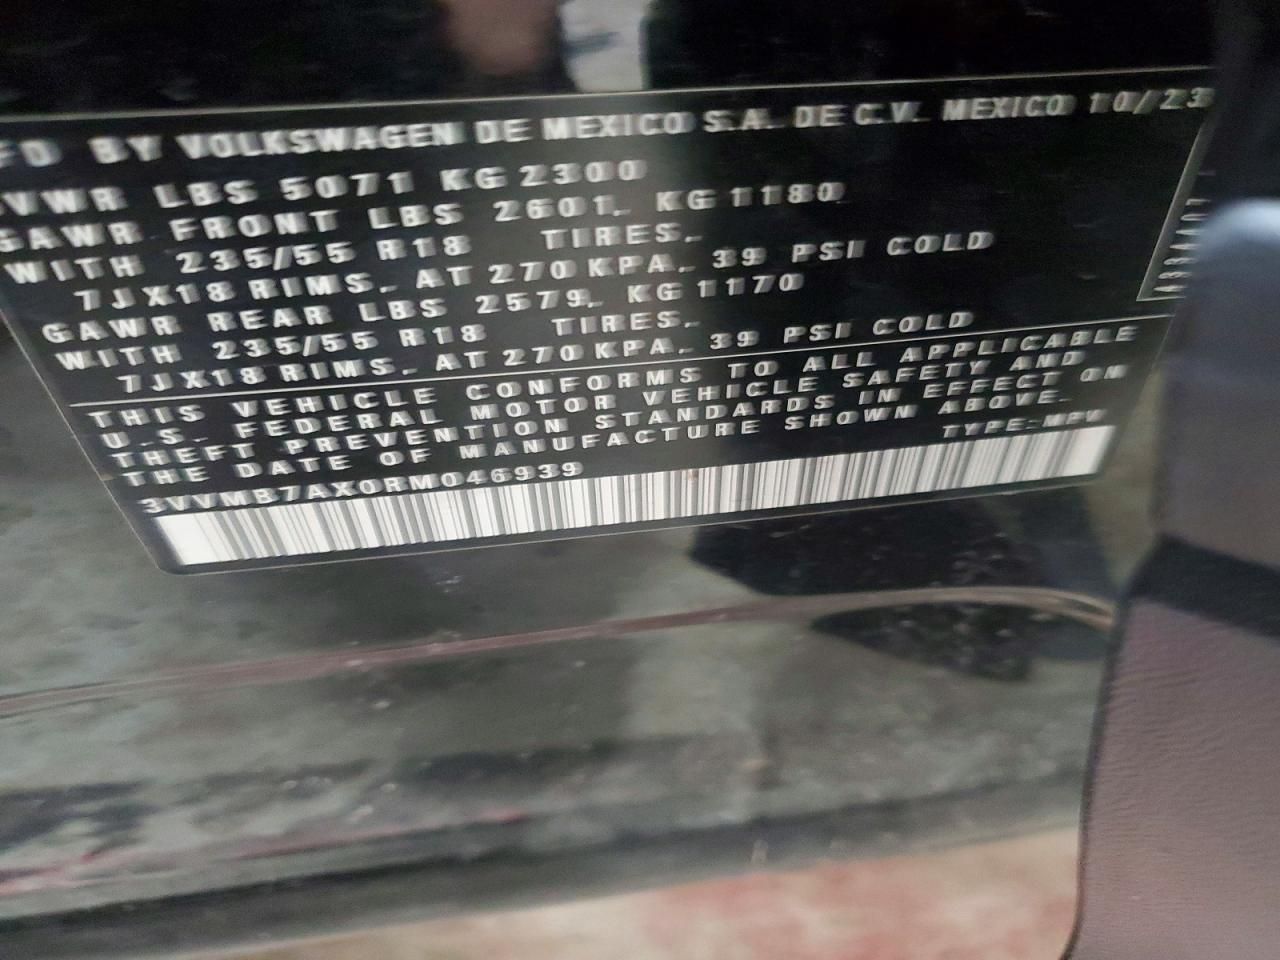 FD BY VOLKSWAGEN DE MEXICO S.A. DE C.V. MEXICO 10/23
VWR LBS 5071 KG 2300
GAWR FRONT LBS 2601. KG 1180
WITH 235/55 R18 TIRES.
7JX18 RIMS. AT 270 KPA. 39 PSI COLD
GAWR REAR LBS 2579. KG 1170
WITH 235/55 R18 TIRES.
7JX18 RIMS. AT 270 KPA. 39 PSI COLD
THIS VEHICLE CONFORMS TO ALL APPLICABLE
U.S. FEDERAL MOTOR VEHICLE SAFETY AND
THEFT PREVENTION STANDARDS IN EFFECT ON
THE DATE OF MANUFACTURE SHOWN ABOVE.
3VVMB7AX0RM046939 TYPE:MPV